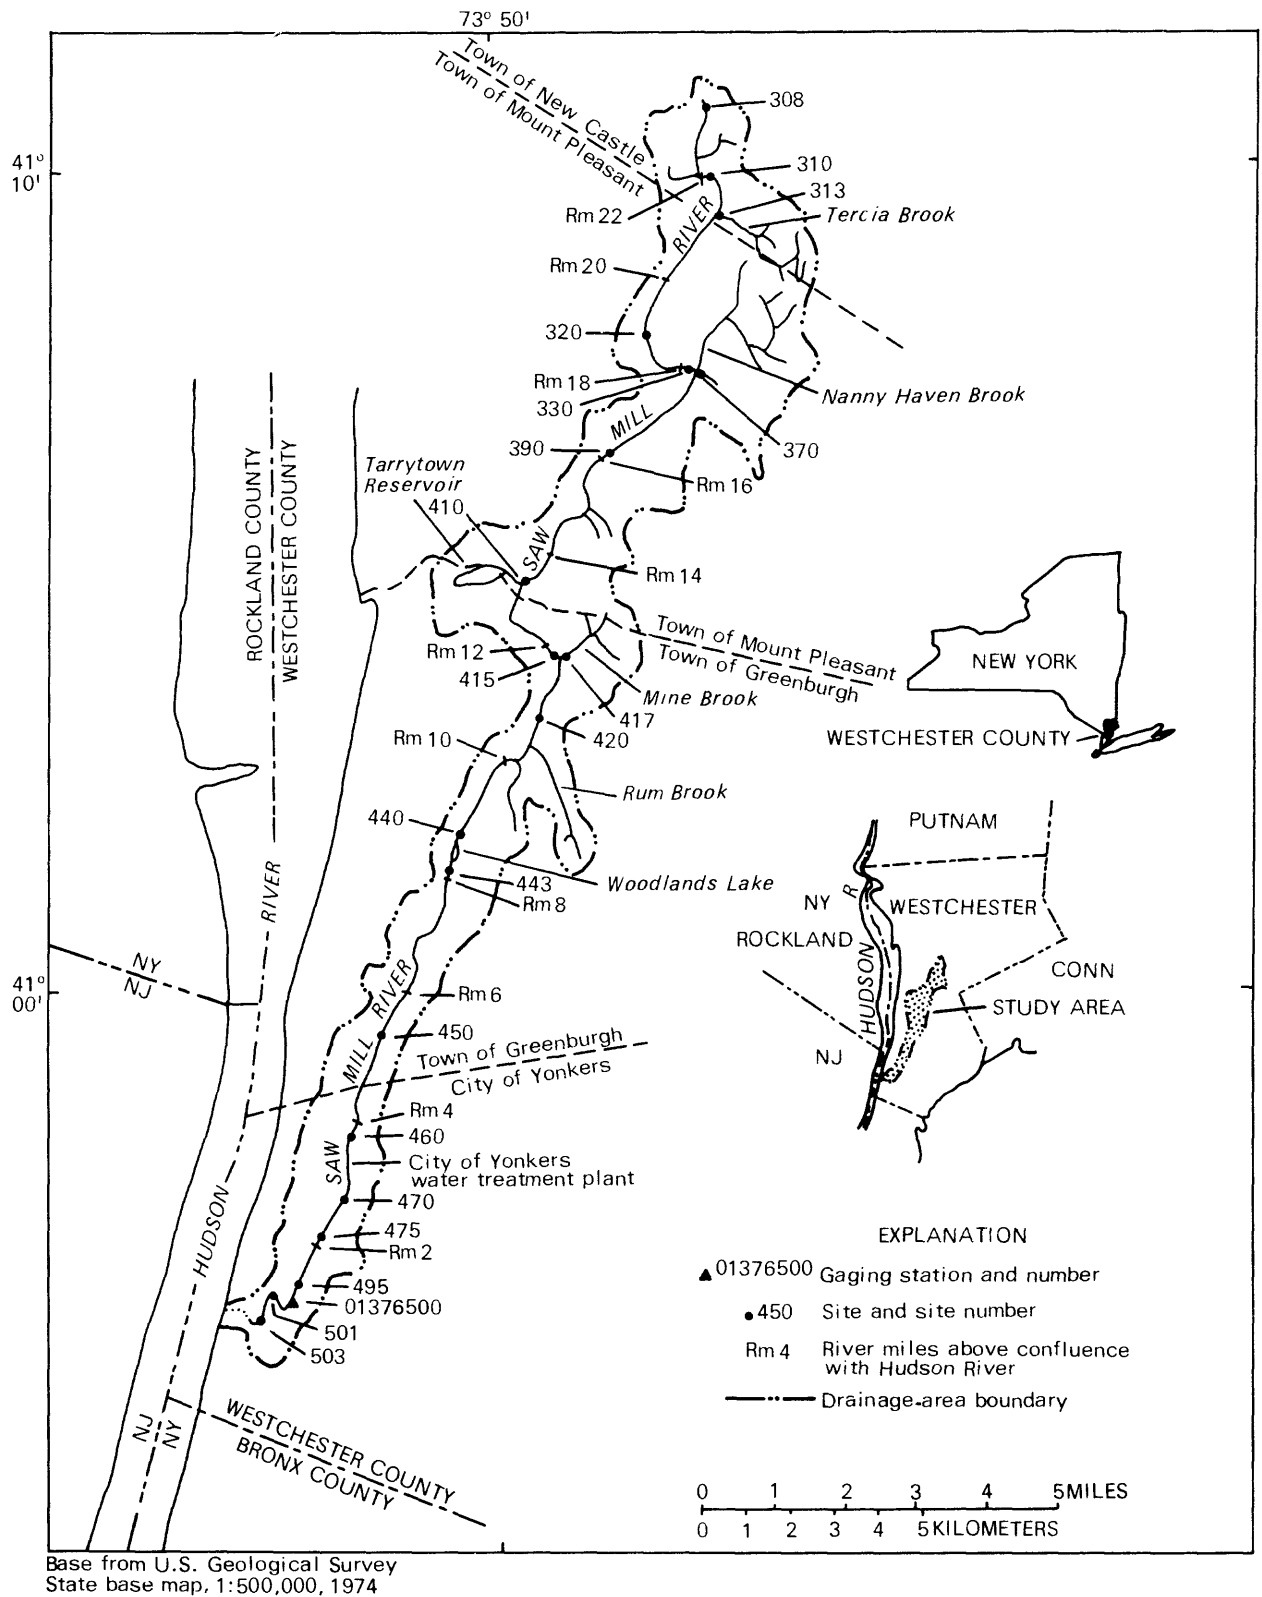 73° 50'
Town of New Castle
Town of Mount Pleasant
308
41°
10'
310
313
Rm 22
Tercia Brook
RIVER
Rm 20
320
Rm 18
330
Nanny Haven Brook
MILL
390
370
Tarrytown
Reservoir
Rm 16
410
ROCKLAND COUNTY
WESTCHESTER COUNTY
SAW
Rm 14
Town of Mount Pleasant
Town of Greenburgh
NEW YORK
Rm 12
415
Mine Brook
417
420
WESTCHESTER COUNTY
Rm 10
Rum Brook
440
PUTNAM
443
Woodlands Lake
Rm 8
RIVER
NY
R
WESTCHESTER
ROCKLAND
HUDSON
CONN
STUDY AREA
NJ
NY
NJ
41°
00'
RIVER
Rm 6
450
MILL
Town of Greenburgh
City of Yonkers
Rm 4
460
SAW
City of Yonkers
water treatment plant
470
475
Rm 2
HUDSON
495
01376500
501
503
EXPLANATION
01376500 Gaging station and number
450 Site and site number
Rm 4 River miles above confluence
with Hudson River
Drainage-area boundary
NJ
NY
WESTCHESTER COUNTY
BRONX COUNTY
0 1 2 3 4 5 MILES
0 1 2 3 4 5 KILOMETERS
Base from U.S. Geological Survey
State base map, 1:500,000, 1974